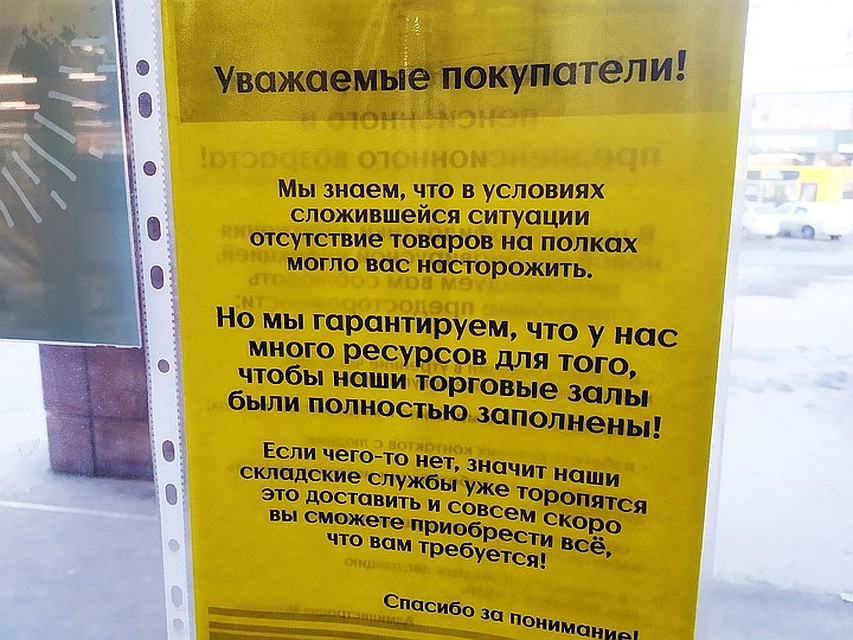 Уважаемые покупатели!
Мы знаем, что в условиях
сложившейся ситуации
отсутствие товаров на полках
могло вас насторожить.
Но мы гарантируем, что у нас
много ресурсов для того,
чтобы наши торговые залы
были полностью заполнены!
Если чего-то нет, значит наши
складские службы уже торопятся
это доставить и совсем скоро
вы сможете приобрести всё,
что вам требуется!
Спасибо за понимание!